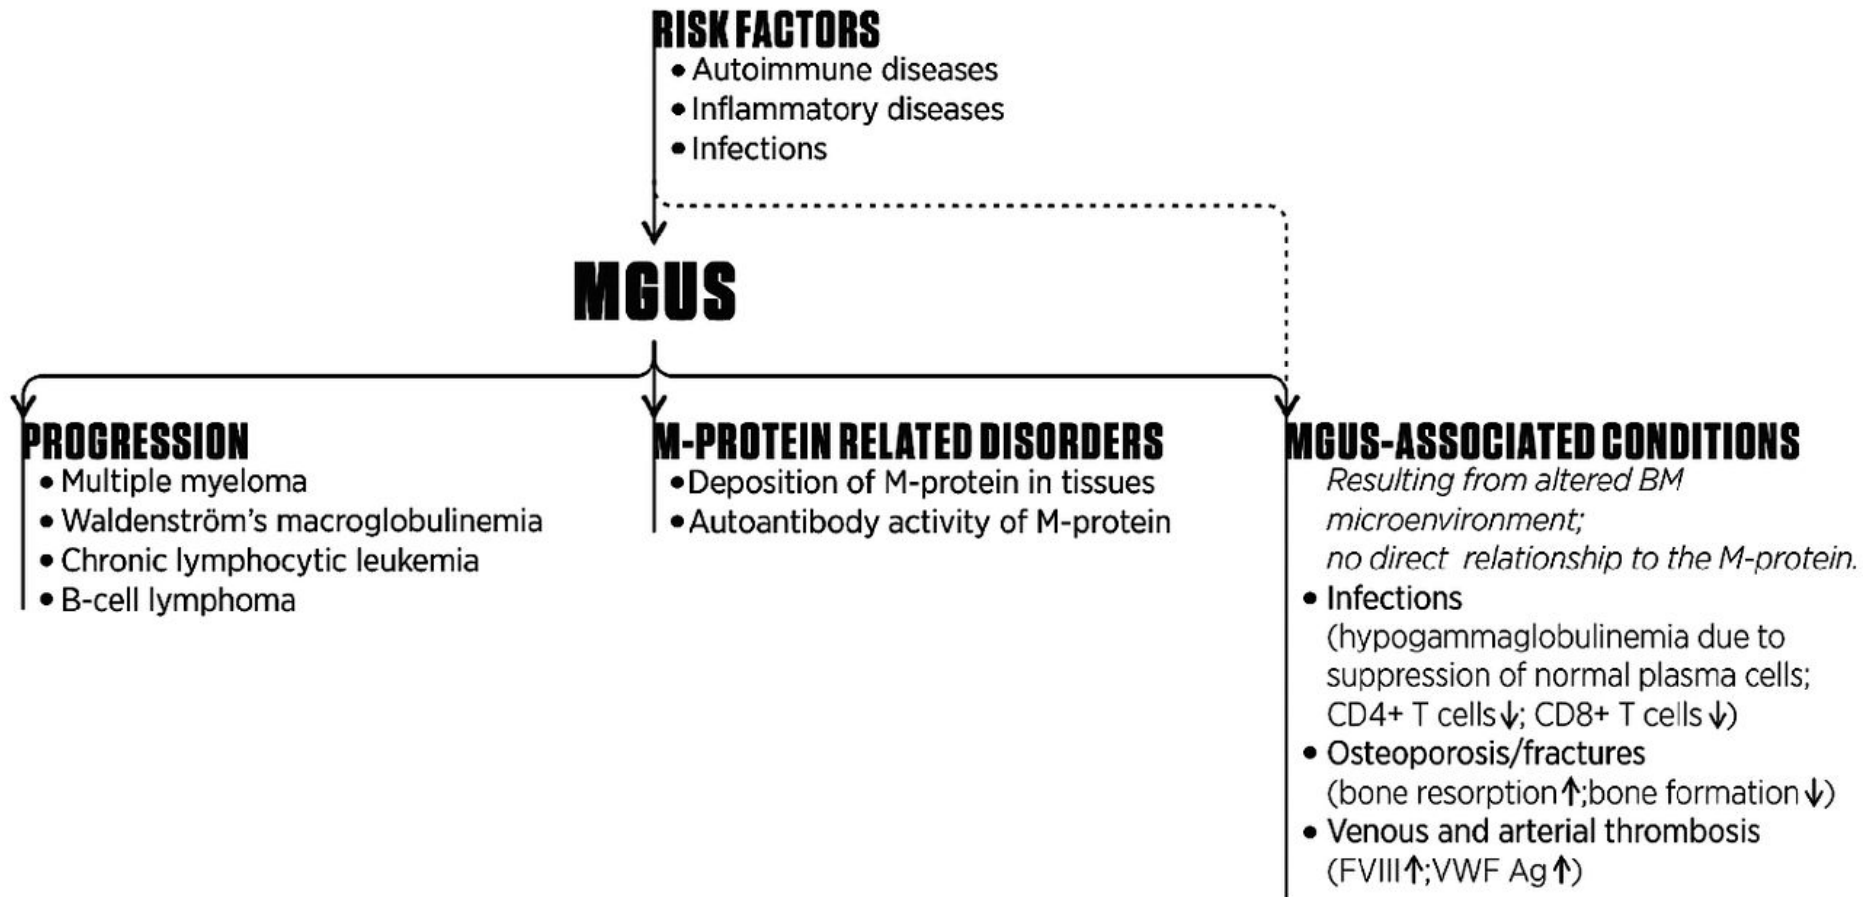 RISK FACTORS
• Autoimmune diseases
• Inflammatory diseases
• Infections
MGUS
PROGRESSION
• Multiple myeloma
• Waldenström's macroglobulinemia
• Chronic lymphocytic leukemia
• B-cell lymphoma
M-PROTEIN RELATED DISORDERS
• Deposition of M-protein in tissues
• Autoantibody activity of M-protein
MGUS-ASSOCIATED CONDITIONS
Resulting from altered BM
microenvironment;
no direct relationship to the M-protein.
• Infections
(hypogammaglobulinemia due to
suppression of normal plasma cells;
CD4+ T cells↓; CD8+ T cells↓)
• Osteoporosis/fractures
(bone resorption↑;bone formation↓)
• Venous and arterial thrombosis
(FVIII↑;VWF Ag↑)